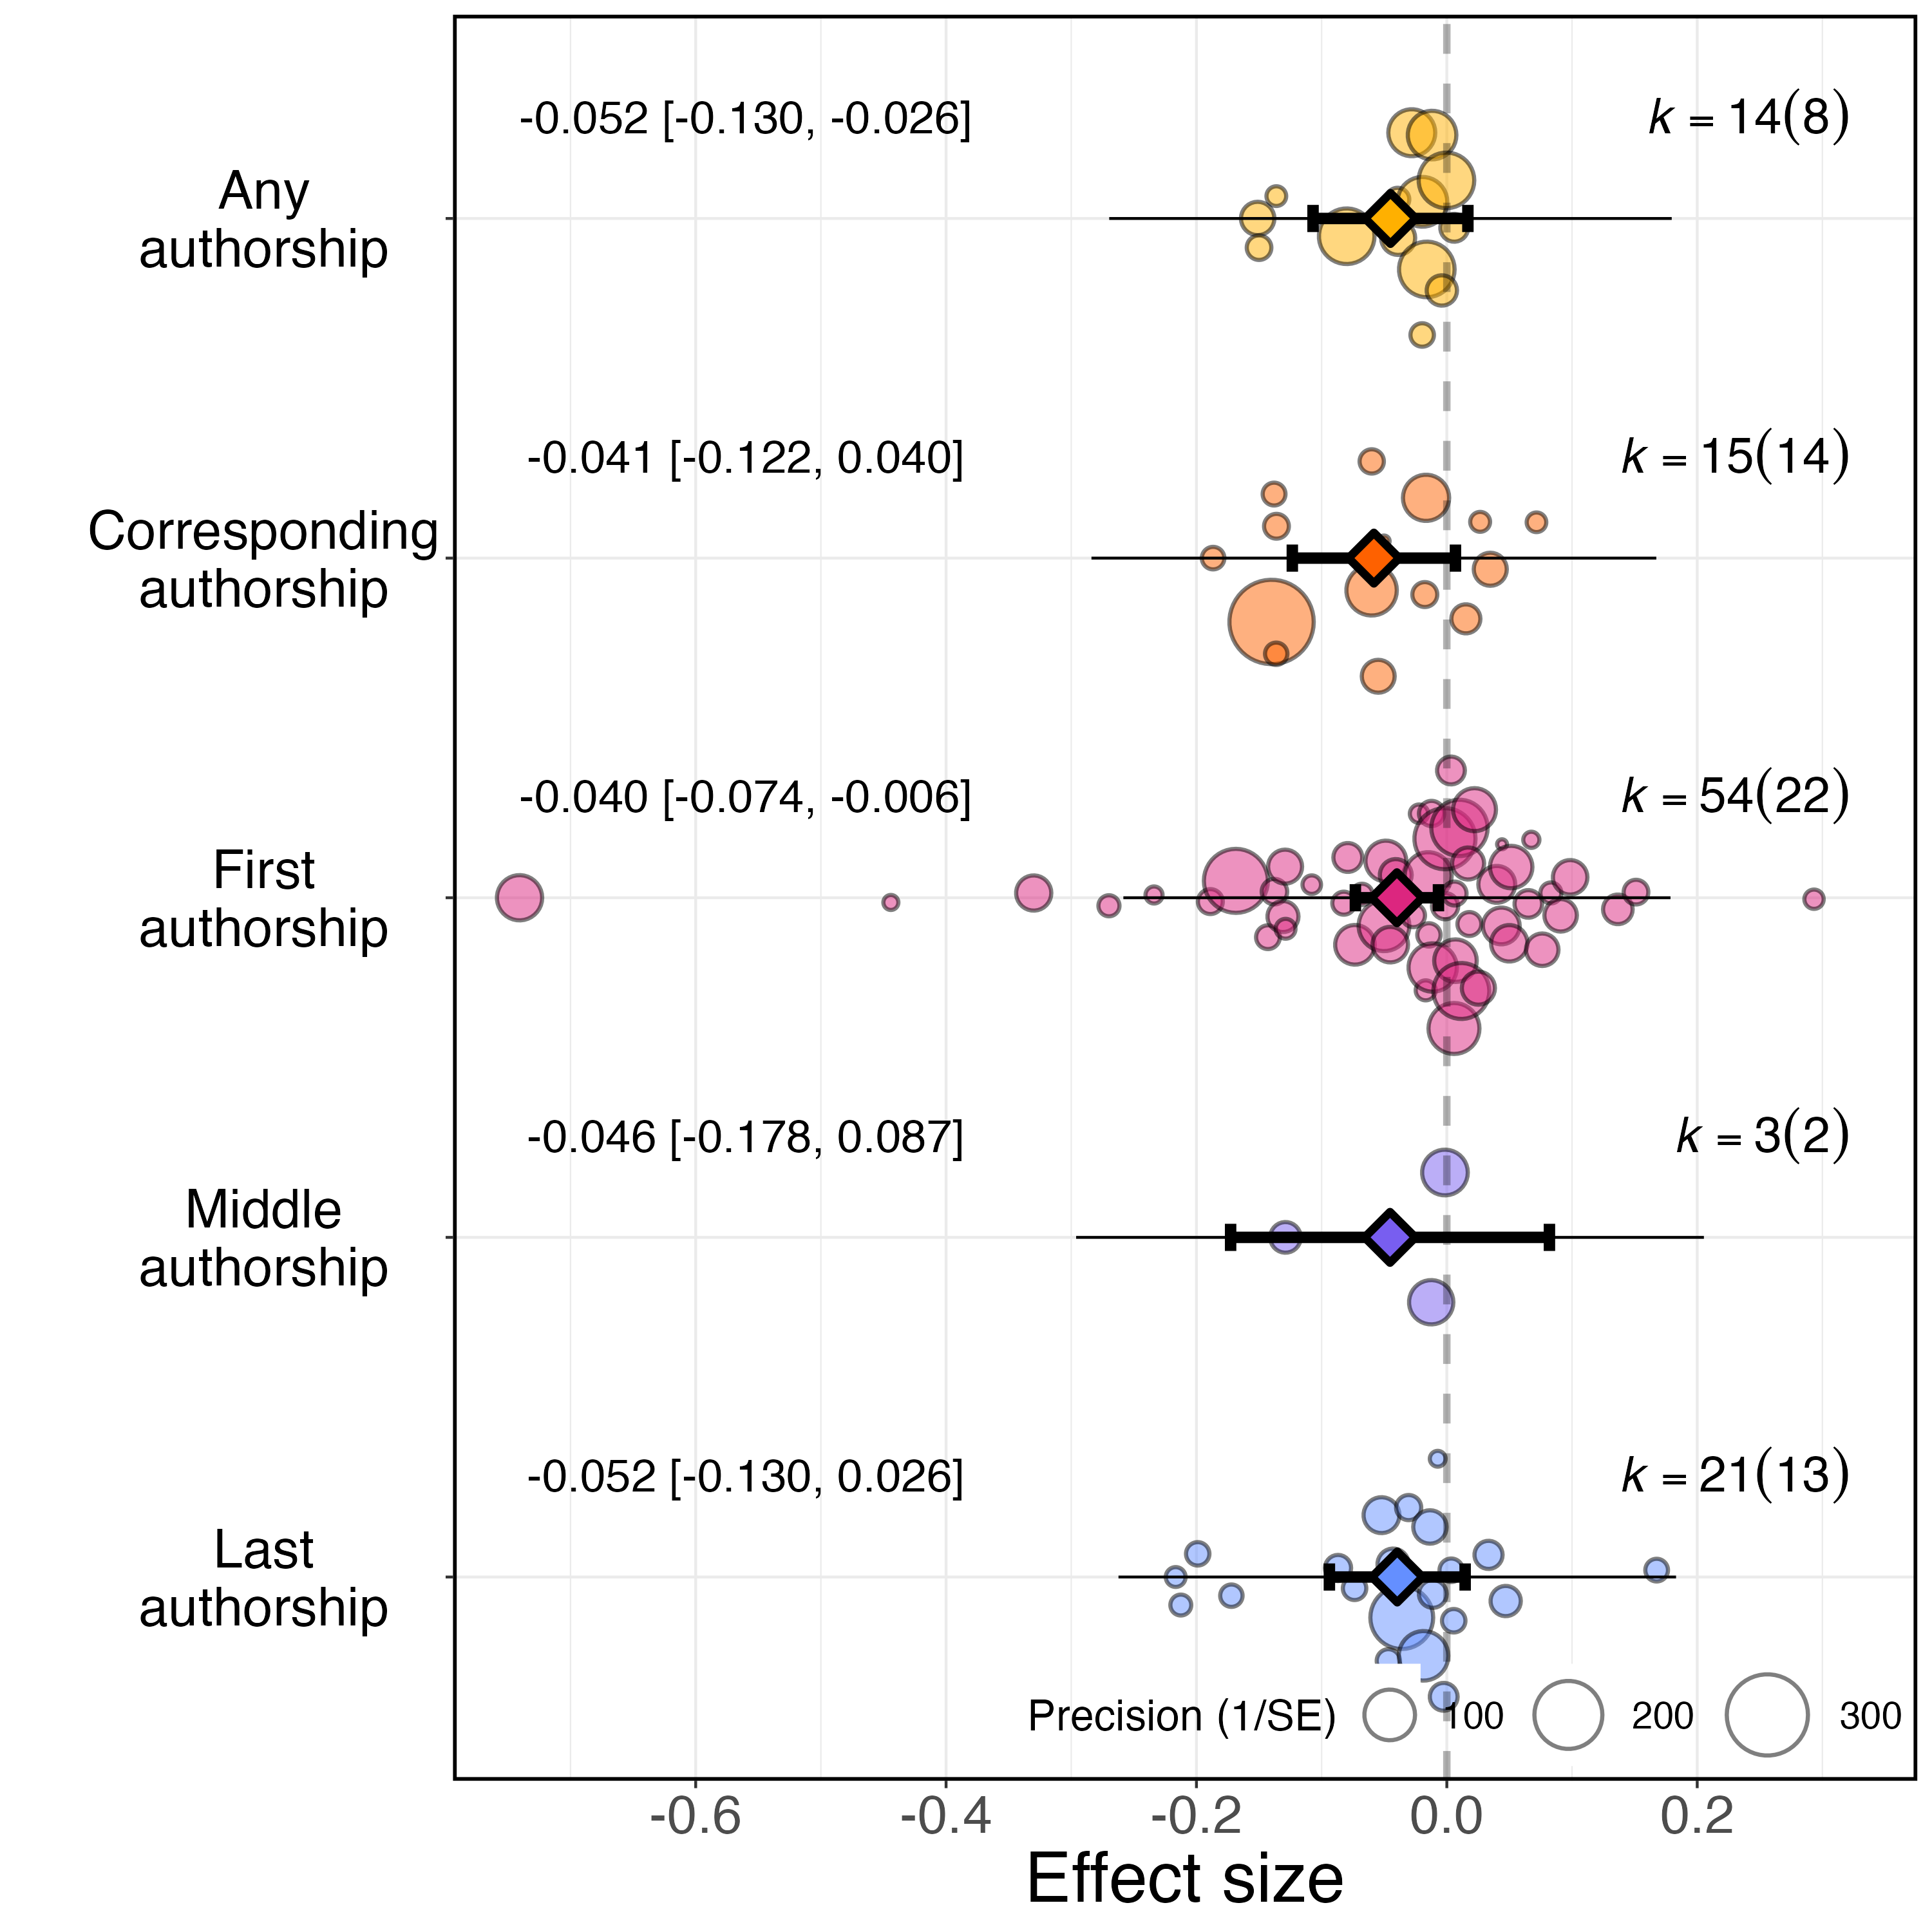 -0.052 [-0.130, -0.026]
k = 14(8)
Any
authorship
-0.041 [-0.122, 0.040]
k = 15(14)
Corresponding
authorship
-0.040 [-0.074, -0.006]
k = 54(22)
First
authorship
-0.046 [-0.178, 0.087]
k = 3(2)
Middle
authorship
-0.052 [-0.130, 0.026]
k = 21(13)
Last
authorship
Precision (1/SE) 100 200 300
-0.6 -0.4 -0.2 0.0 0.2
Effect size